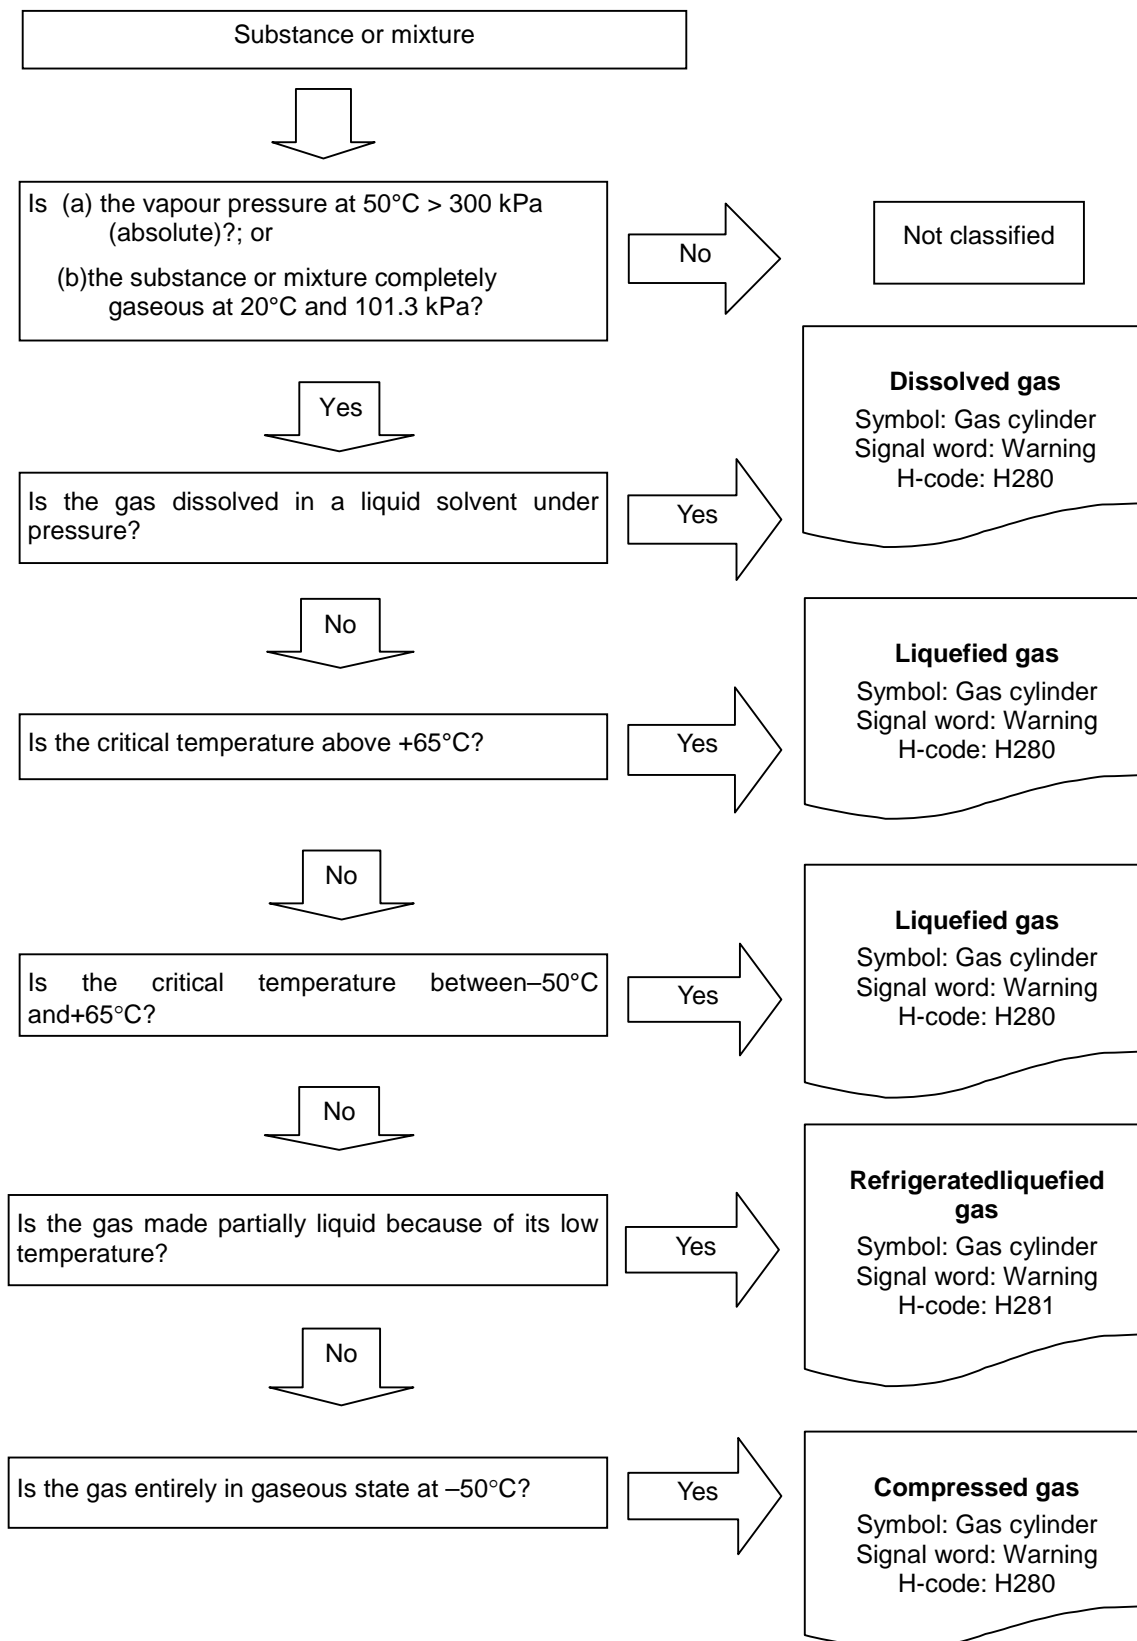 Substance or mixture
Is (a) the vapour pressure at 50°C > 300 kPa
(absolute)?; or
(b)the substance or mixture completely
gaseous at 20°C and 101.3 kPa?
No
Not classified
Yes
Dissolved gas
Symbol: Gas cylinder
Signal word: Warning
H-code: H280
Is the gas dissolved in a liquid solvent under
pressure?
Yes
No
Liquefied gas
Symbol: Gas cylinder
Signal word: Warning
H-code: H280
Is the critical temperature above +65°C?
Yes
No
Liquefied gas
Symbol: Gas cylinder
Signal word: Warning
H-code: H280
Is the critical temperature between–50°C
and+65°C?
Yes
No
Refrigeratedliquefied
gas
Symbol: Gas cylinder
Signal word: Warning
H-code: H281
Is the gas made partially liquid because of its low
temperature?
Yes
No
Is the gas entirely in gaseous state at –50°C?
Yes
Compressed gas
Symbol: Gas cylinder
Signal word: Warning
H-code: H280